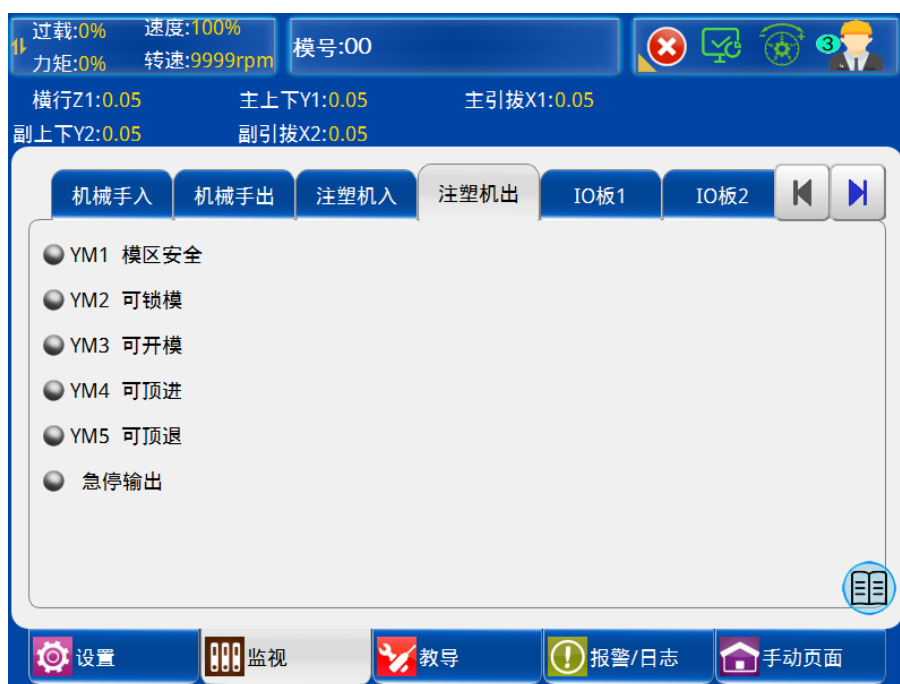 过载:0% 速度:100%
力矩:0% 转速:9999rpm
模号:00
3
横行Z1:0.05 主上下Y1:0.05 主引拔X1:0.05
副上下Y2:0.05 副引拔X2:0.05
机械手入 机械手出 注塑机入 注塑机出 IO板1 IO板2
YM1 模区安全
YM2 可锁模
YM3 可开模
YM4 可顶进
YM5 可顶退
急停输出
设置 监视 教导 报警/日志 手动页面